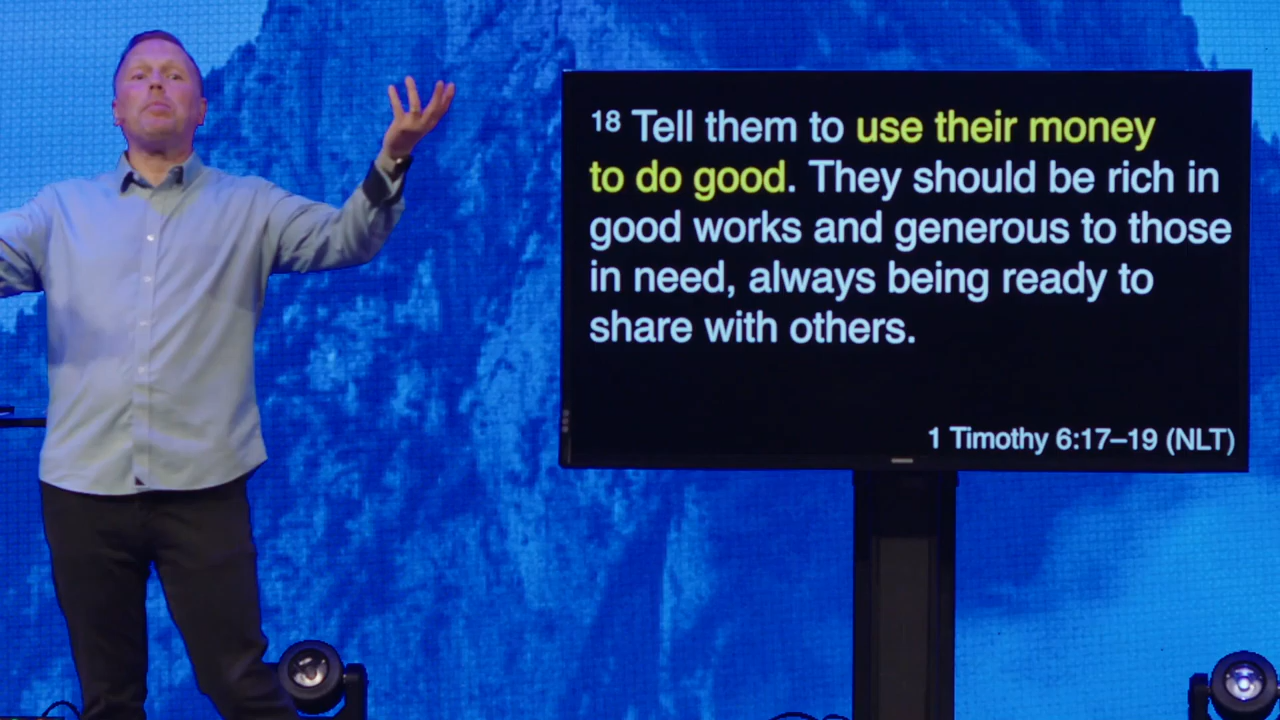 18 Tell them to use their money
to do good. They should be rich in
good works and generous to those
in need, always being ready to
share with others.
1 Timothy 6:17–19 (NLT)